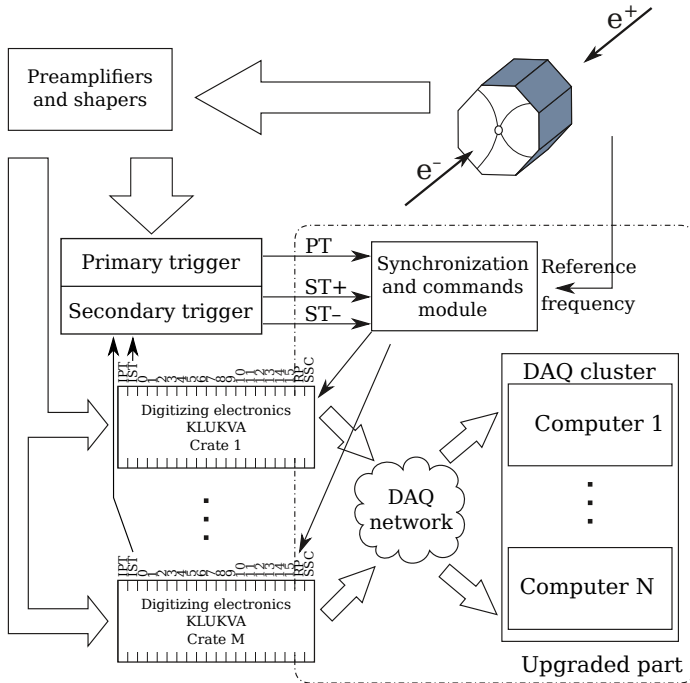 e⁺
Preamplifiers
and shapers
e⁻
Primary trigger
Secondary trigger
PT
ST+
ST–
Synchronization
and commands
module
Reference
frequency
IPT
IST
0
1
2
3
4
5
6
7
8
9
10
11
12
13
14
15
RP
SSC
Digitizing electronics
KLUKVA
Crate 1
DAQ
network
DAQ cluster
Computer 1
Computer N
IPT
IST
0
1
2
3
4
5
6
7
8
9
10
11
12
13
14
15
RP
SSC
Digitizing electronics
KLUKVA
Crate M
Upgraded part